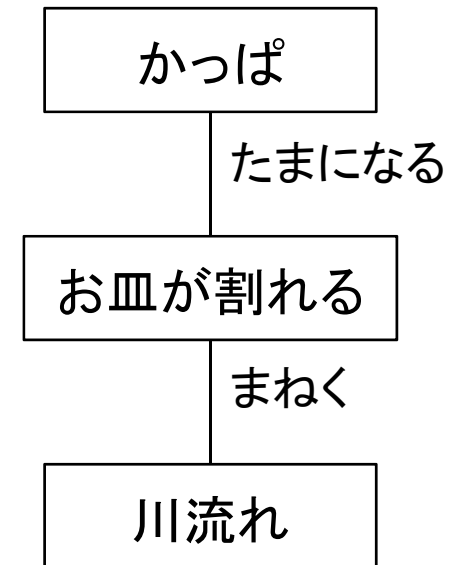 かっぱ
たまになる
お皿が割れる
まねく
川流れ